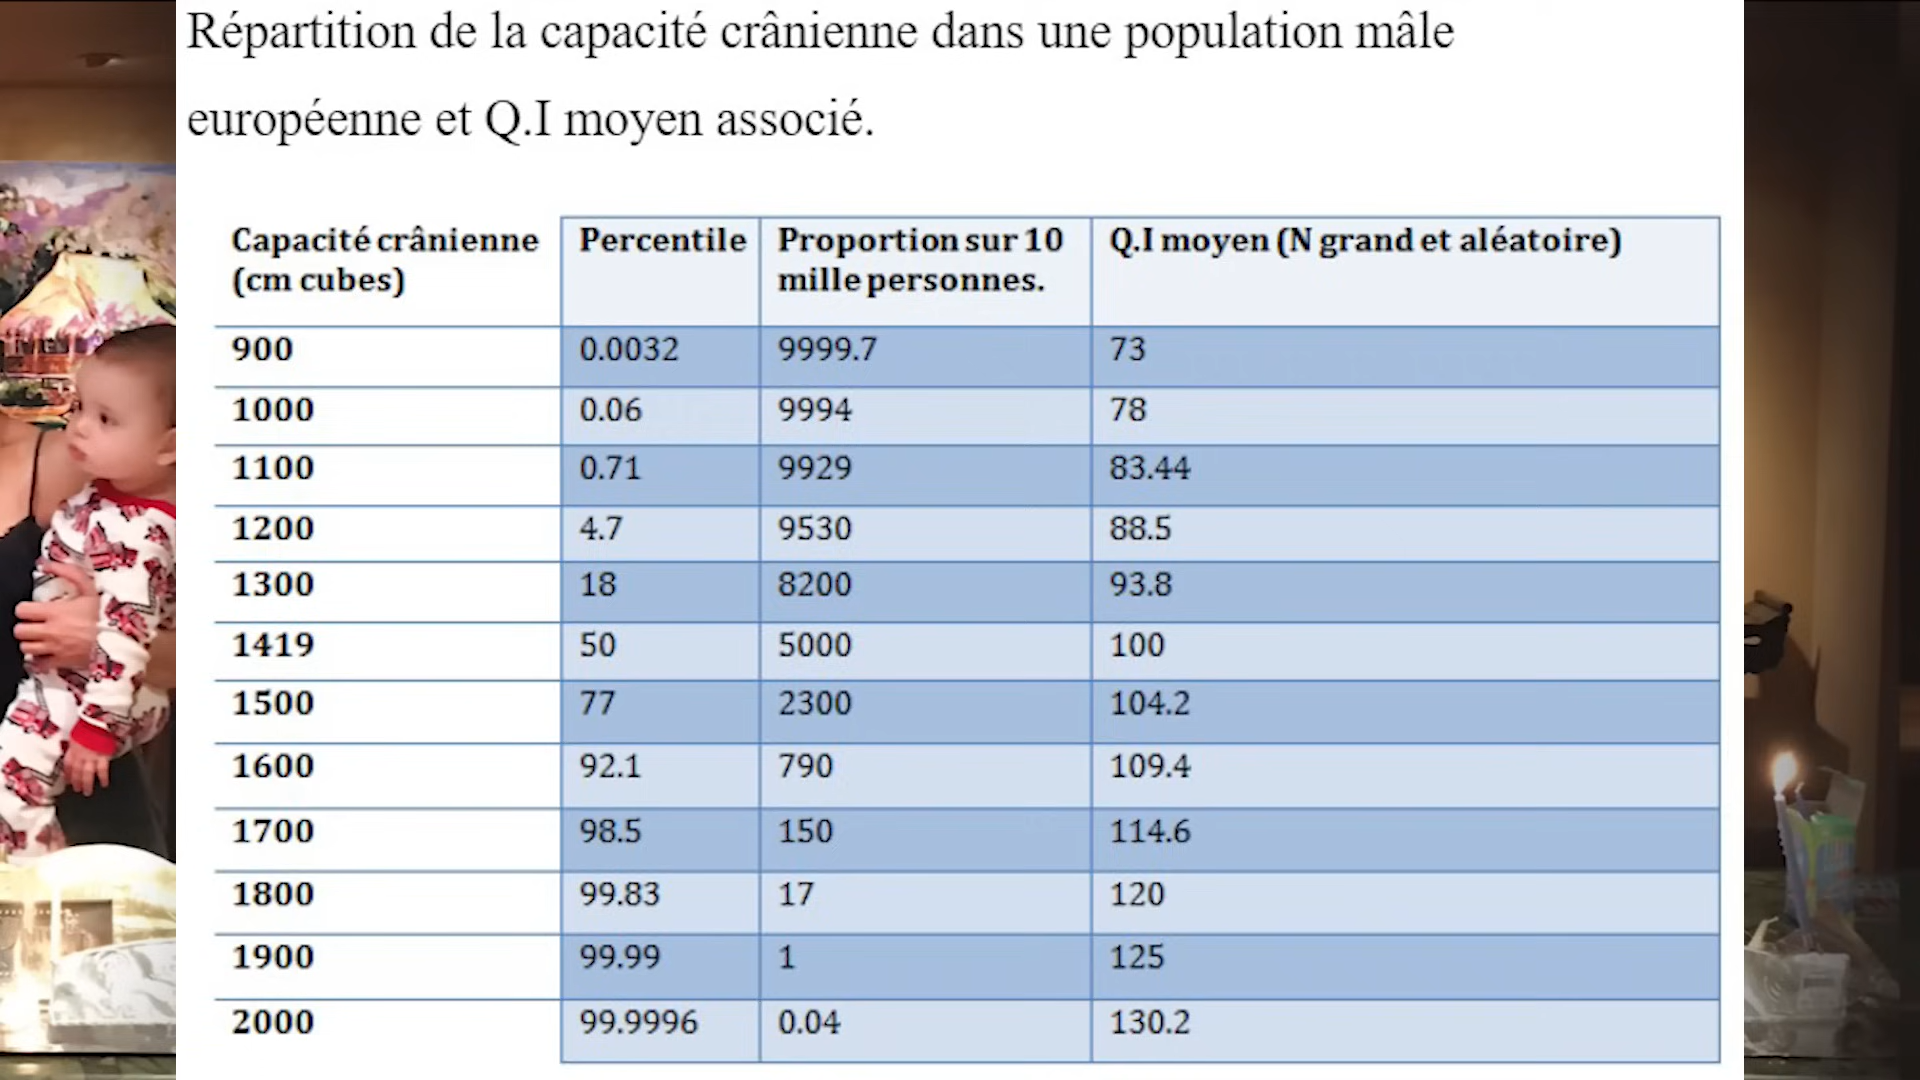 Répartition de la capacité crânienne dans une population mâle
européenne et Q.I moyen associé.
Capacité crânienne (cm cubes) Percentile Proportion sur 10 mille personnes. Q.I moyen (N grand et aléatoire)
900 0.0032 9999.7 73
1000 0.06 9994 78
1100 0.71 9929 83.44
1200 4.7 9530 88.5
1300 18 8200 93.8
1419 50 5000 100
1500 77 2300 104.2
1600 92.1 790 109.4
1700 98.5 150 114.6
1800 99.83 17 120
1900 99.99 1 125
2000 99.9996 0.04 130.2